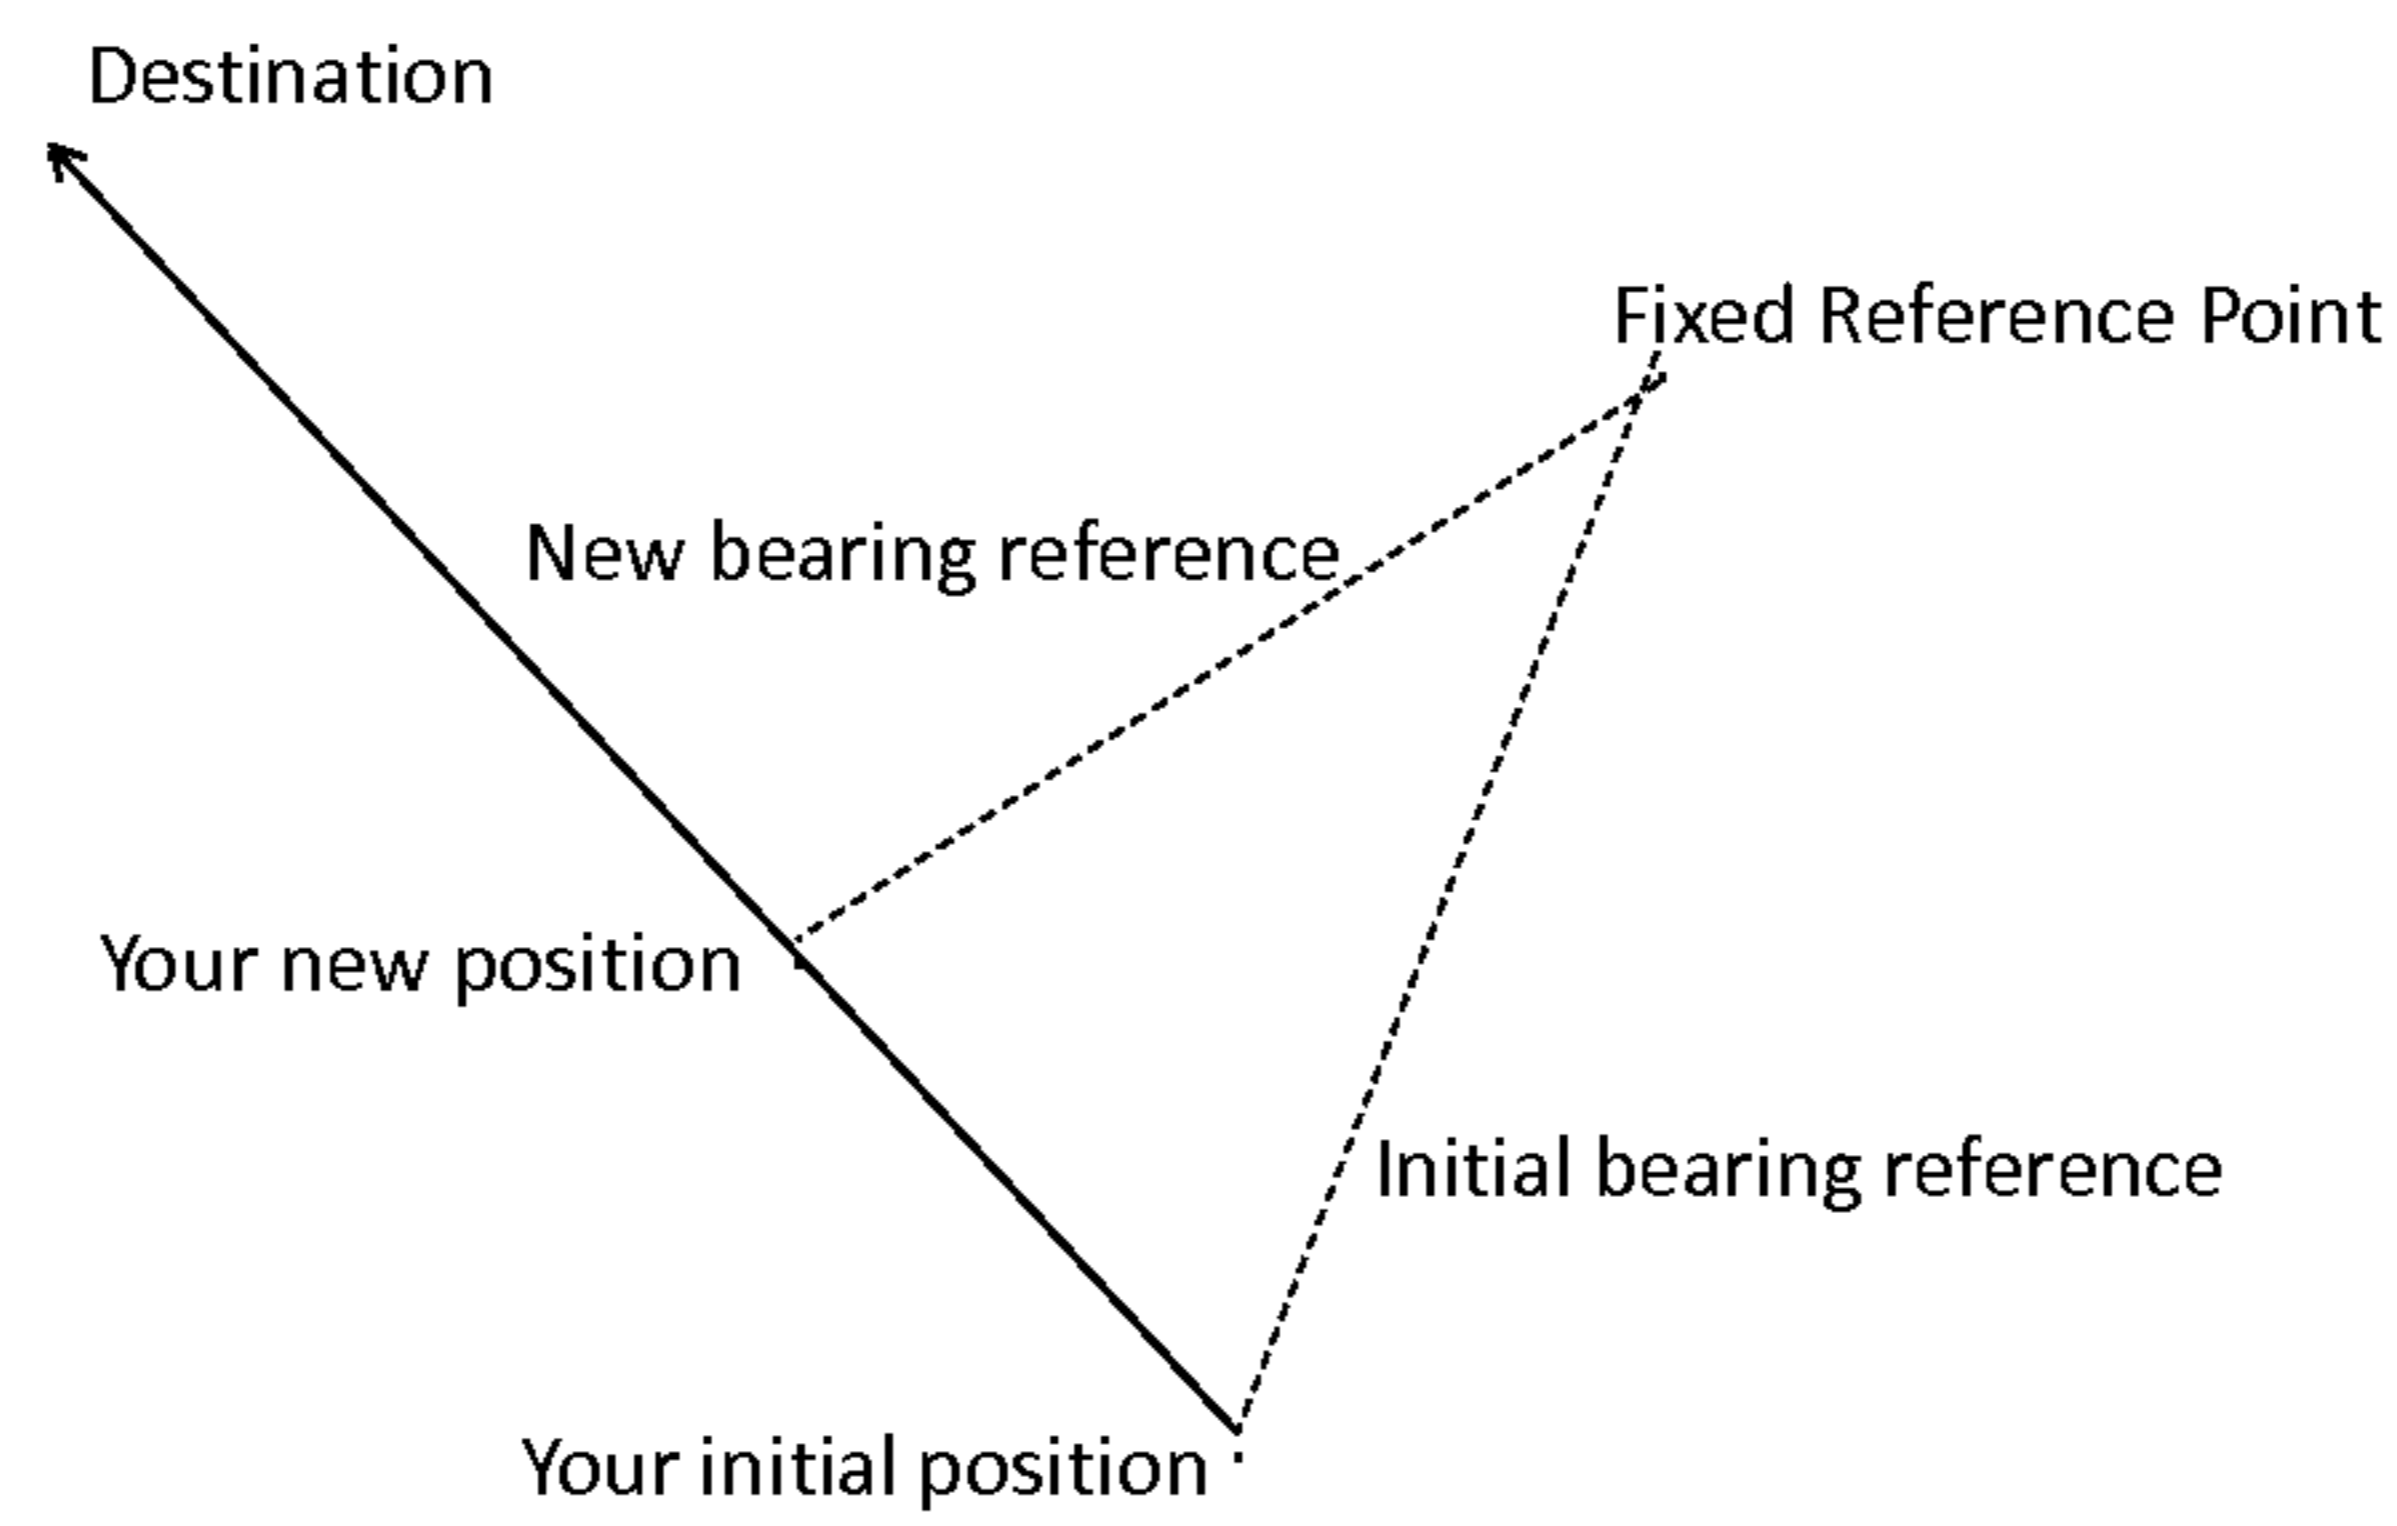 Destination
Fixed Reference Point
New bearing reference
Your new position
Initial bearing reference
Your initial position